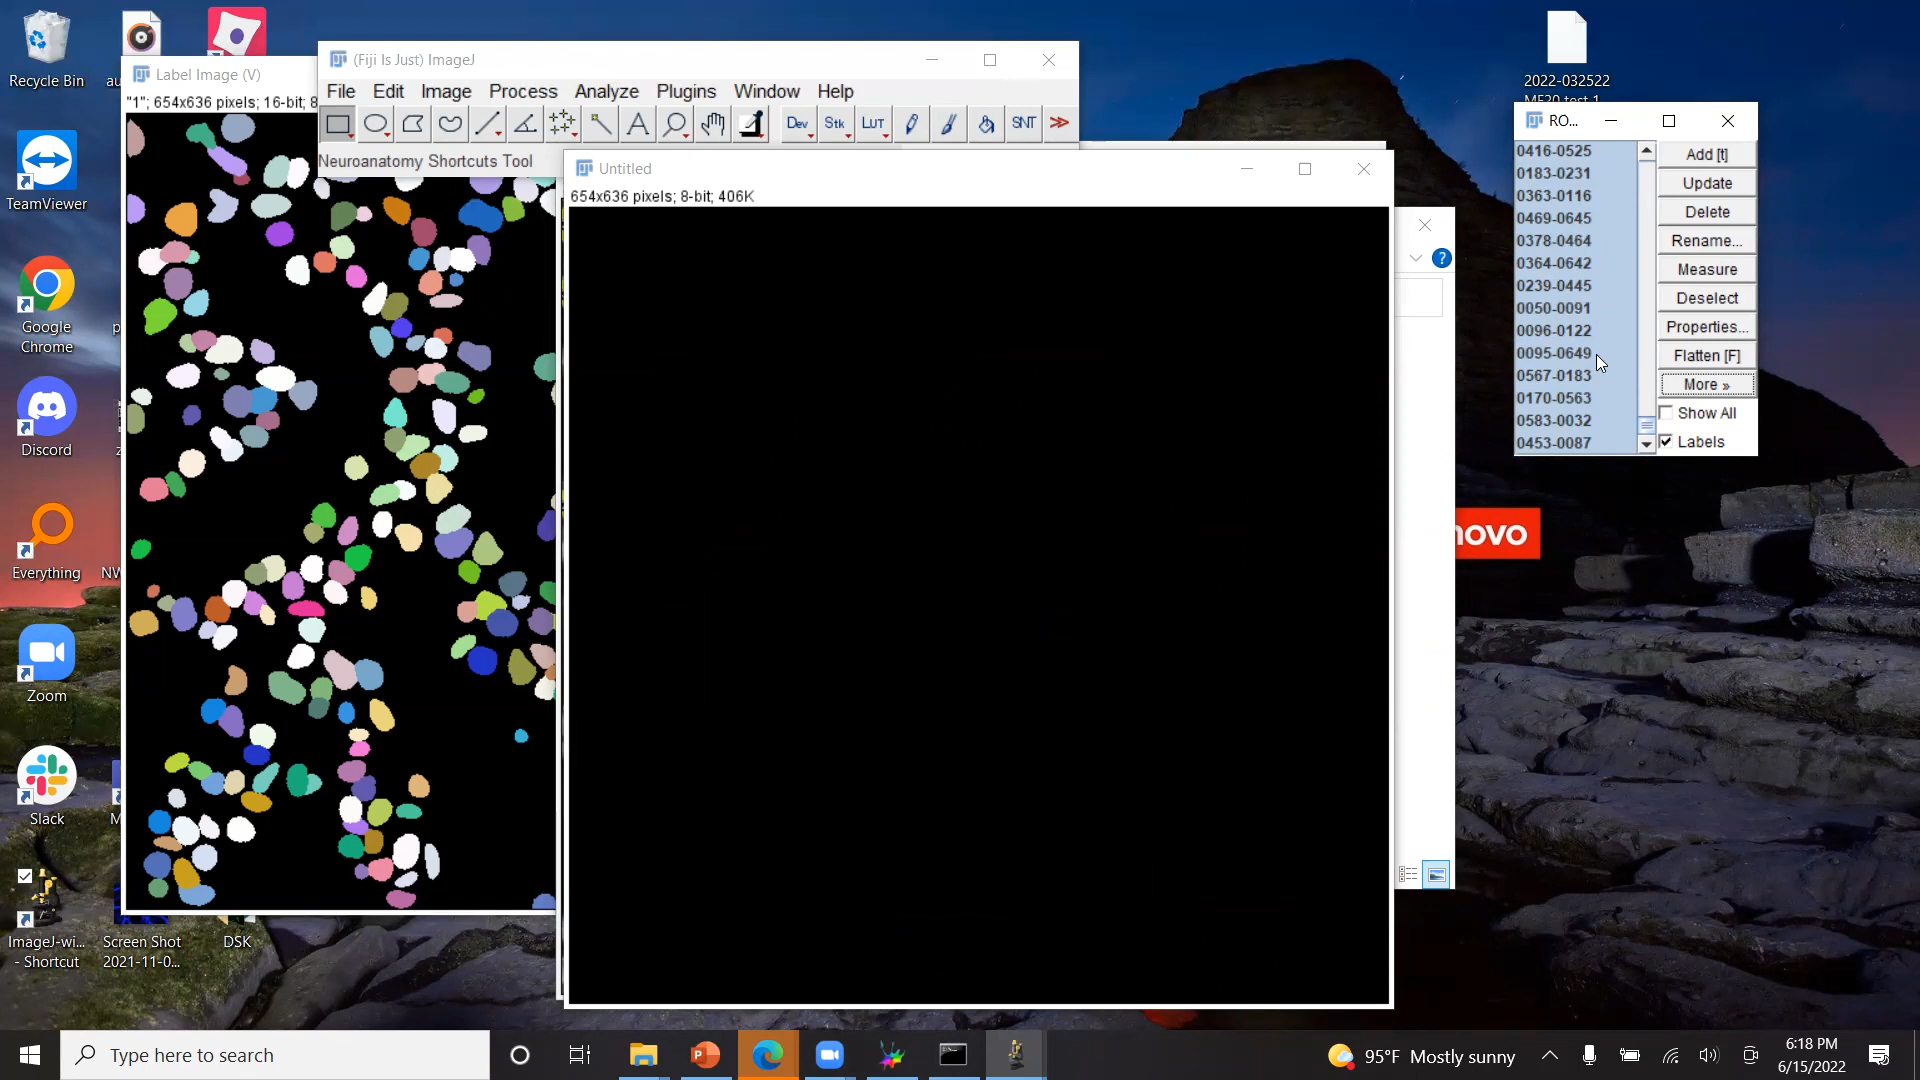 Recycle Bin
au
TeamViewer
Google
Chrome
p
Discord
z
Everything
NW
Zoom
Slack
M
ImageJ-wi...
- Shortcut
Screen Shot
2021-11-0...
DSK
2022-032522
MF20 test 1
Label Image (V)
"1"; 654x636 pixels; 16-bit; 8
(Fiji Is Just) ImageJ
File Edit Image Process Analyze Plugins Window Help
Dev Stk LUT SNT >>
Neuroanatomy Shortcuts Tool
Untitled
654x636 pixels; 8-bit; 406K
RO...
0416-0525
0183-0231
0363-0116
0469-0645
0378-0464
0364-0642
0239-0445
0050-0091
0096-0122
0095-0649
0567-0183
0170-0563
0583-0032
0453-0087
Add [t]
Update
Delete
Rename...
Measure
Deselect
Properties...
Flatten [F]
More »
Show All
Labels
novo
Type here to search
95°F Mostly sunny
6:18 PM
6/15/2022